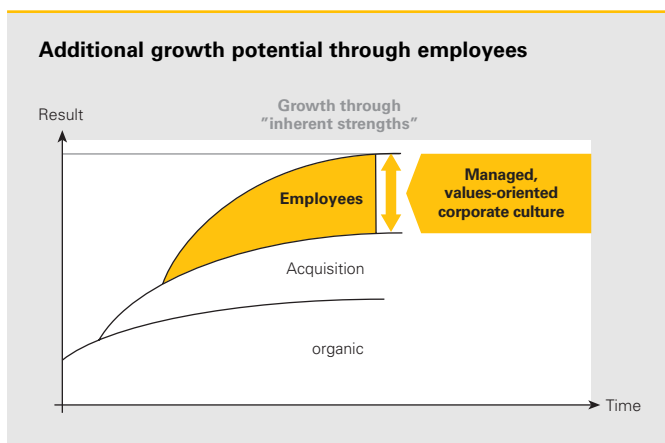 Additional growth potential through employees
Result
Growth through
"inherent strengths"
Employees
Managed,
values-oriented
corporate culture
Acquisition
organic
Time